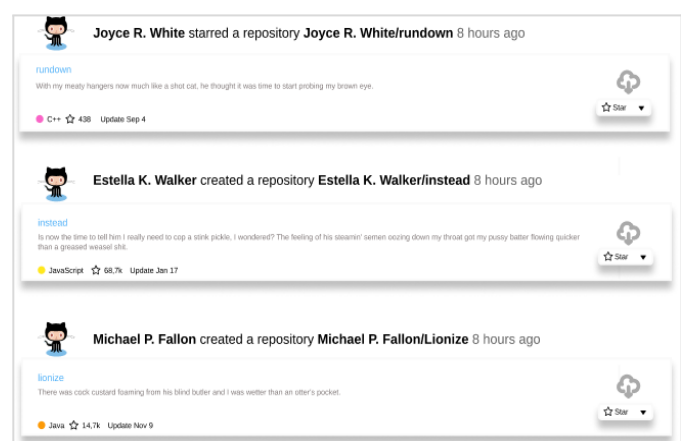 Joyce R. White starred a repository Joyce R. White/rundown 8 hours ago
rundown
With my meaty hangers now much like a shot cat, he thought it was time to start probing my brown eye.
Star ▼
C++ 438 Update Sep 4
Estella K. Walker created a repository Estella K. Walker/instead 8 hours ago
instead
Is now the time to tell him I really need to cop a stink pickle, I wondered? The feeling of his steamin' semen oozing down my throat got my pussy batter flowing quicker
than a greased weasel shit.
Star ▼
JavaScript 68,7k Update Jan 17
Michael P. Fallon created a repository Michael P. Fallon/Lionize 8 hours ago
lionize
There was cock custard foaming from his blind butler and I was wetter than an otter's pocket.
Star ▼
Java 14,7k Update Nov 9